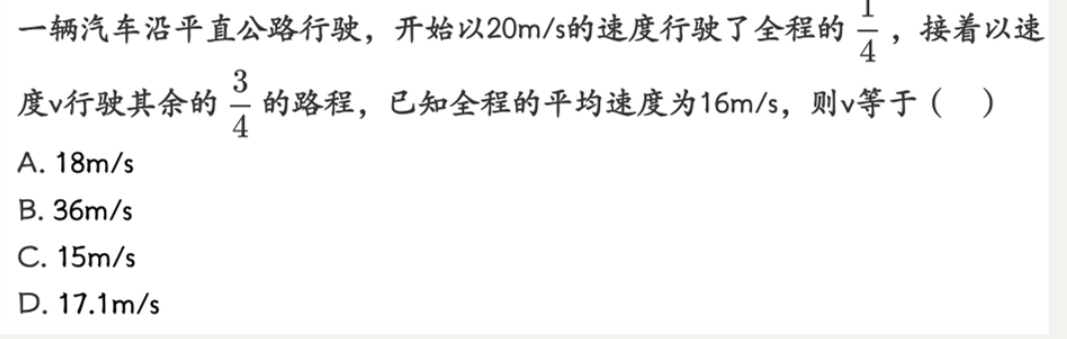 一辆汽车沿平直公路行驶，开始以20m/s的速度行驶了全程的 1/4 ，接着以速
度v行驶其余的 3/4 的路程，已知全程的平均速度为16m/s，则v等于（ ）
A. 18m/s
B. 36m/s
C. 15m/s
D. 17.1m/s